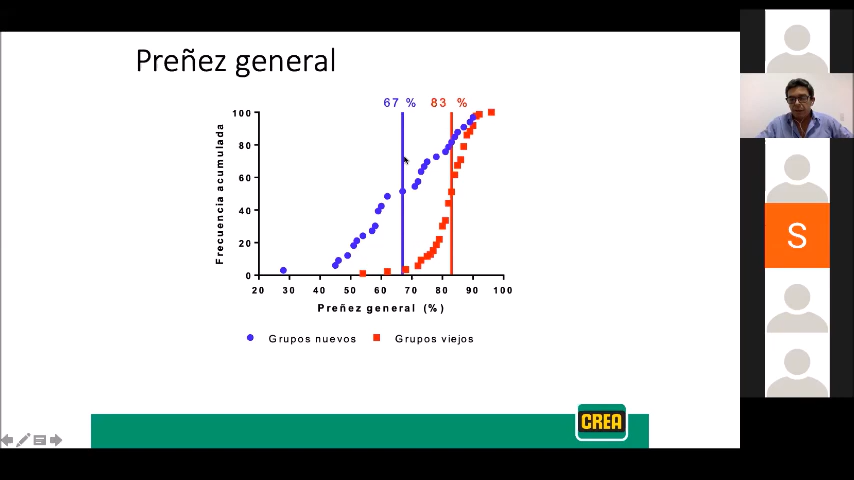 Preñez general
67 % 83 %
Frecuencia acumulada
100
80
60
40
20
0
20 30 40 50 60 70 80 90 100
Preñez general (%)
Grupos nuevos Grupos viejos
CREA
S